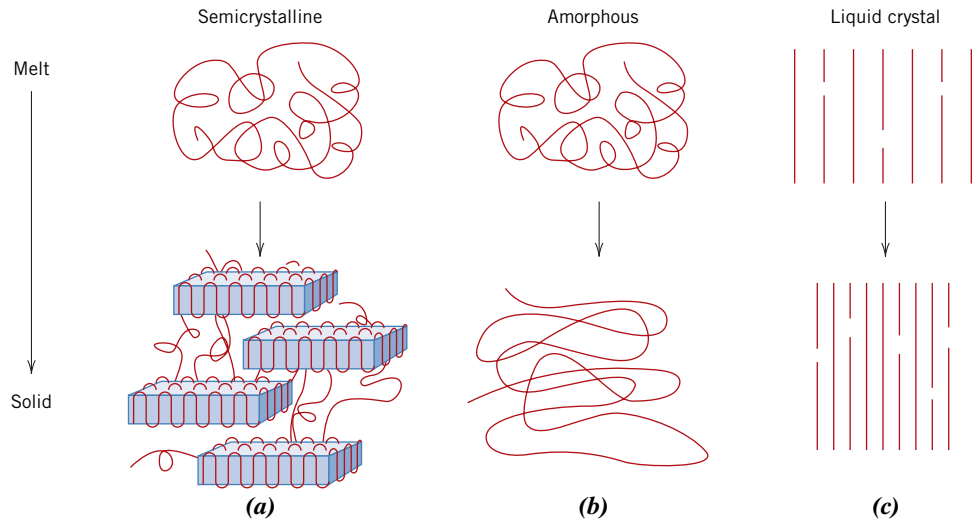 Semicrystalline
Amorphous
Liquid crystal
Melt
Solid
(a)
(b)
(c)